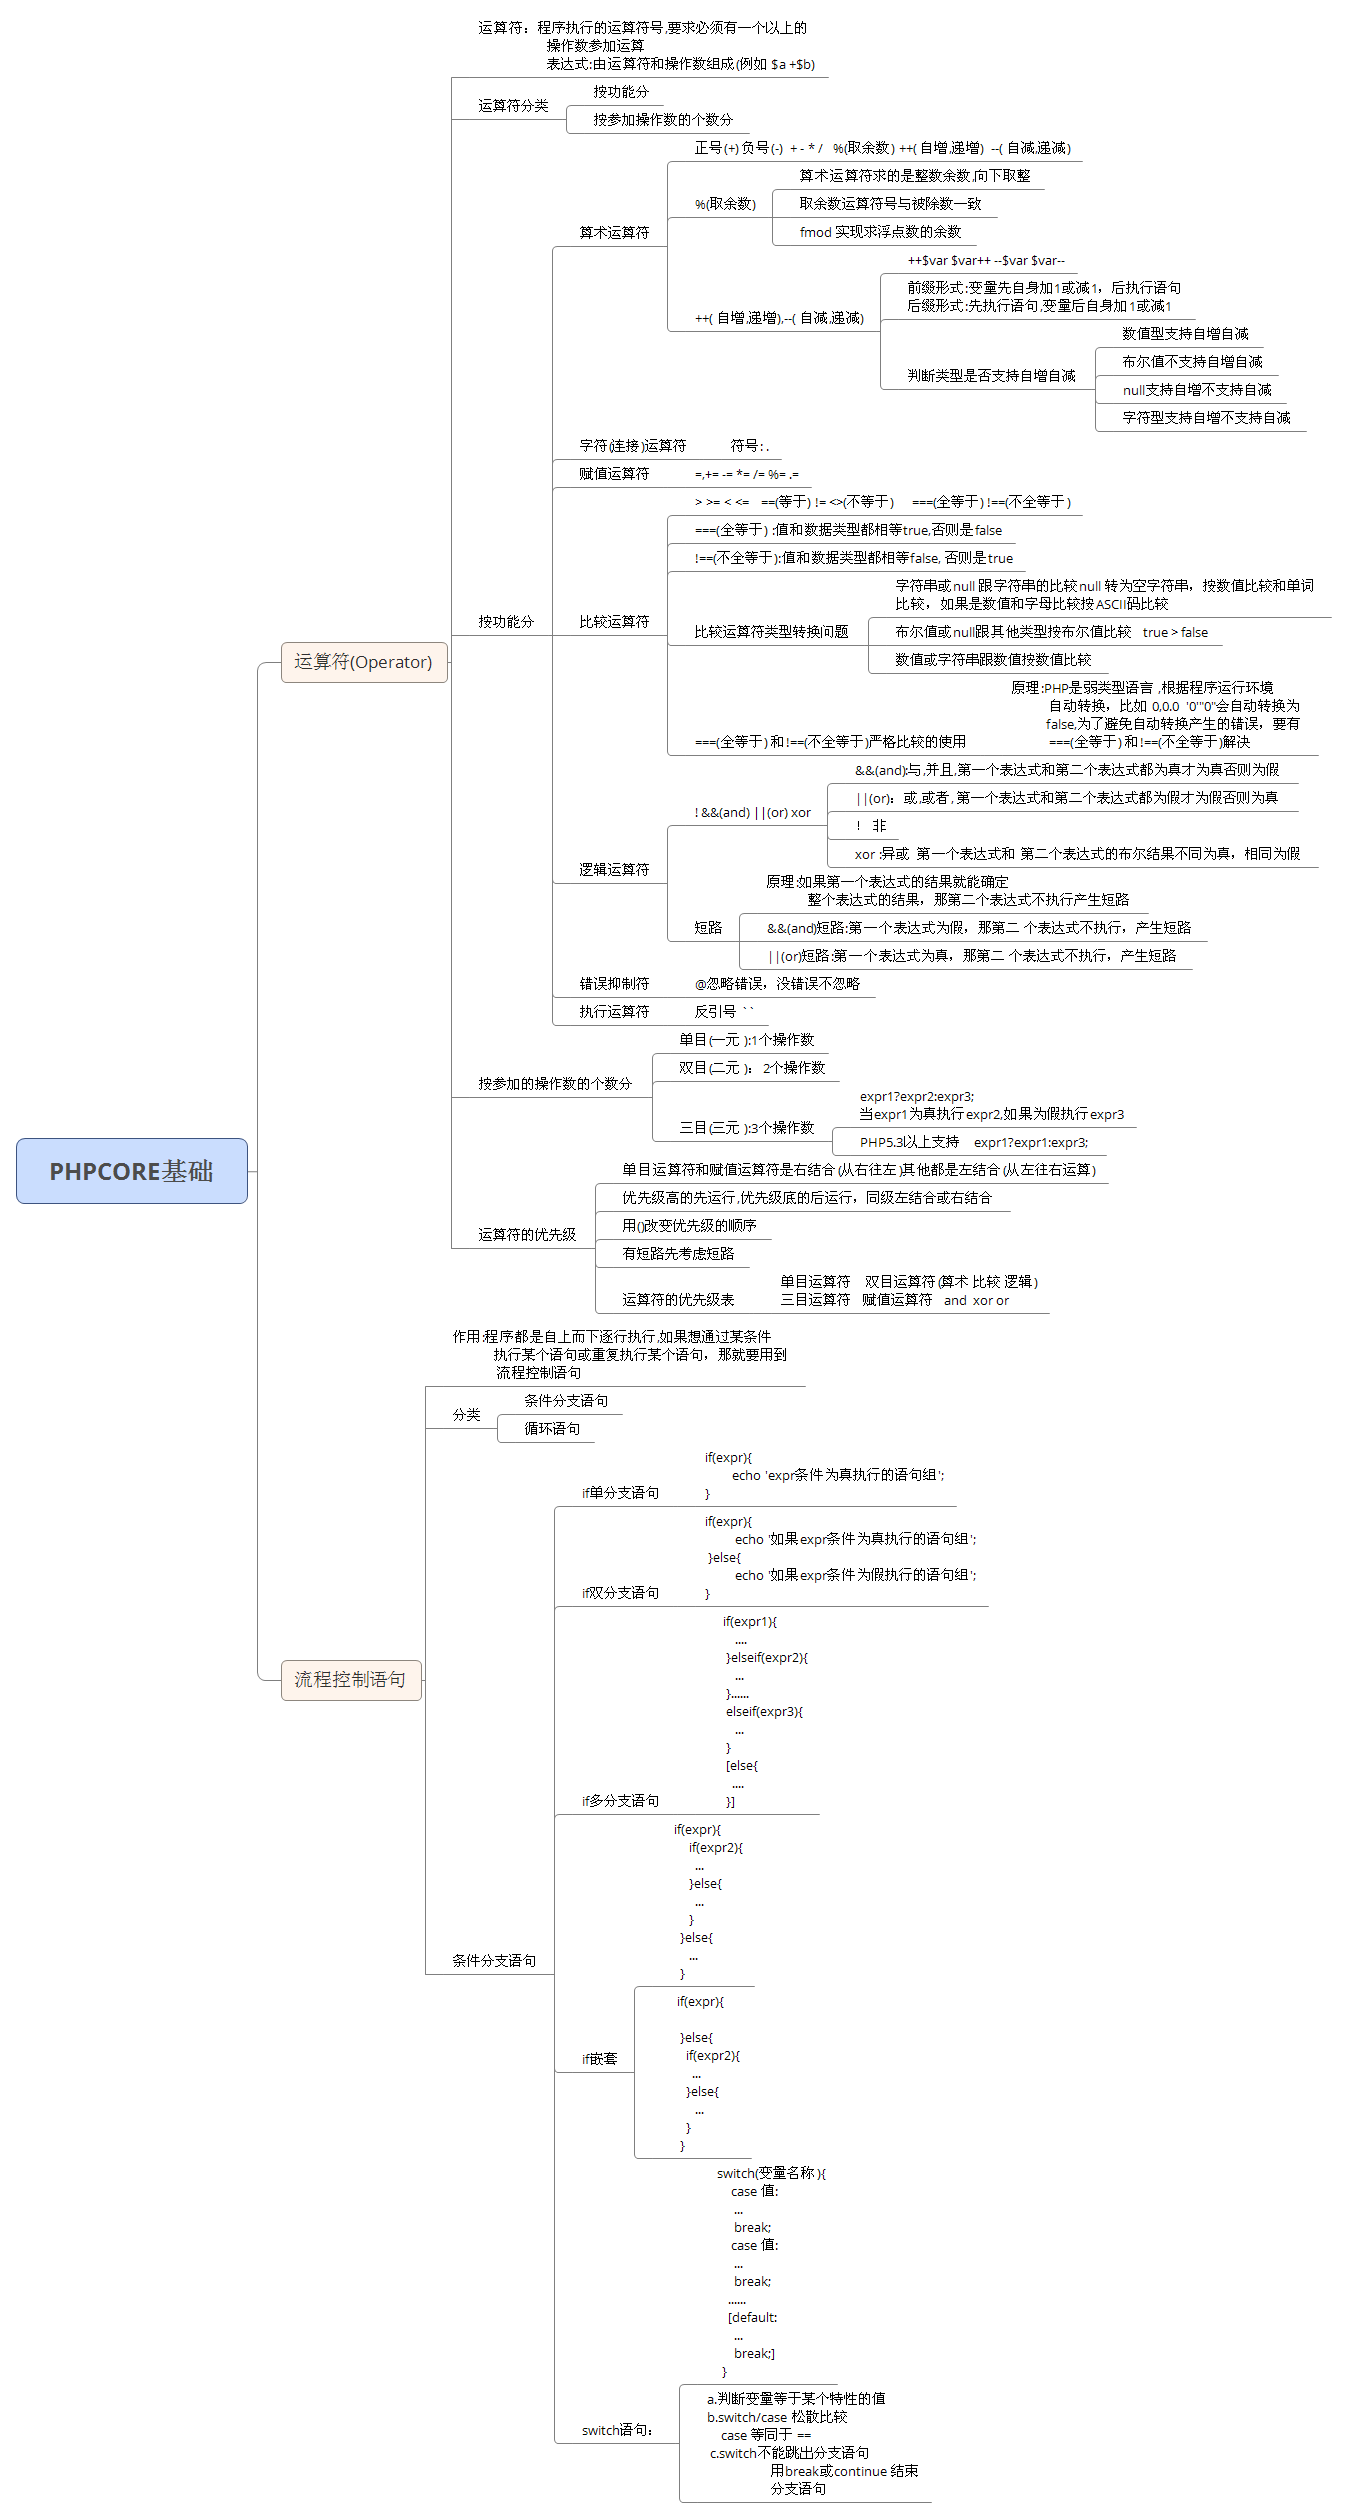 PHPCORE基础
运算符(Operator)
运算符：程序执行的运算符号,要求必须有一个以上的
操作数参加运算
表达式:由运算符和操作数组成(例如 $a +$b)
运算符分类
按功能分
按参加操作数的个数分
按功能分
算术运算符
正号(+) 负号(-) + - * / %(取余数) ++( 自增,递增) --( 自减,递减)
%(取余数)
算术运算符求的是整数余数,向下取整
取余数运算符号与被除数一致
fmod 实现求浮点数的余数
++( 自增,递增),--( 自减,递减)
++$var $var++ --$var $var--
前缀形式:变量先自身加1或减1，后执行语句
后缀形式:先执行语句,变量后自身加1或减1
判断类型是否支持自增自减
数值型支持自增自减
布尔值不支持自增自减
null支持自增不支持自减
字符型支持自增不支持自减
字符(连接)运算符
符号: .
赋值运算符
=,+= -= *= /= %= .=
比较运算符
> >= < <= ==(等于) != <>(不等于) ===(全等于) !==(不全等于)
===(全等于) :值和数据类型都相等true,否则是false
!==(不全等于):值和数据类型都相等false, 否则是true
比较运算符类型转换问题
字符串或null 跟字符串的比较null 转为空字符串，按数值比较和单词
比较，如果是数值和字母比较按ASCII码比较
布尔值或null跟其他类型按布尔值比较 true > false
数值或字符串跟数值按数值比较
===(全等于) 和 !==(不全等于)严格比较的使用
原理:PHP是弱类型语言 ,根据程序运行环境
自动转换，比如 0,0.0 '0'"0"会自动转换为
false,为了避免自动转换产生的错误，要有
===(全等于) 和 !==(不全等于)解决
逻辑运算符
! &&(and) ||(or) xor
&&(and):与,并且,第一个表达式和第二个表达式都为真才为真否则为假
||(or)：或,或者, 第一个表达式和第二个表达式都为假才为假否则为真
! 非
xor :异或 第一个表达式和 第二个表达式的布尔结果不同为真，相同为假
短路
原理:如果第一个表达式的结果就能确定
整个表达式的结果，那第二个表达式不执行产生短路
&&(and)短路:第一个表达式为假，那第二 个表达式不执行，产生短路
||(or)短路:第一个表达式为真，那第二 个表达式不执行，产生短路
错误抑制符
@忽略错误，没错误不忽略
执行运算符
反引号 ` `
按参加的操作数的个数分
单目(一元 ):1个操作数
双目(二元 )：2个操作数
三目(三元 ):3个操作数
expr1?expr2:expr3;
当expr1为真执行expr2,如果为假执行expr3
PHP5.3以上支持 expr1?expr1:expr3;
运算符的优先级
单目运算符和赋值运算符是右结合(从右往左)其他都是左结合(从左往右运算)
优先级高的先运行,优先级底的后运行，同级左结合或右结合
用()改变优先级的顺序
有短路先考虑短路
运算符的优先级表
单目运算符 双目运算符(算术 比较 逻辑)
三目运算符 赋值运算符 and xor or
流程控制语句
作用:程序都是自上而下逐行执行,如果想通过某条件
执行某个语句或重复执行某个语句，那就要用到
流程控制语句
分类
条件分支语句
循环语句
条件分支语句
if单分支语句
if(expr){
echo 'expr条件为真执行的语句组';
}
if双分支语句
if(expr){
echo '如果expr条件为真执行的语句组';
}else{
echo '如果expr条件为假执行的语句组';
}
if多分支语句
if(expr1){
....
}elseif(expr2){
...
}......
elseif(expr3){
...
}
[else{
....
}]
if嵌套
if(expr){
if(expr2){
...
}else{
...
}
}else{
...
}
if(expr){
}else{
if(expr2){
...
}else{
...
}
}
switch语句：
switch(变量名称){
case 值:
...
break;
case 值:
...
break;
......
[default:
...
break;]
}
a.判断变量等于某个特性的值
b.switch/case 松散比较
case 等同于 ==
c.switch不能跳出分支语句
用break或continue 结束
分支语句